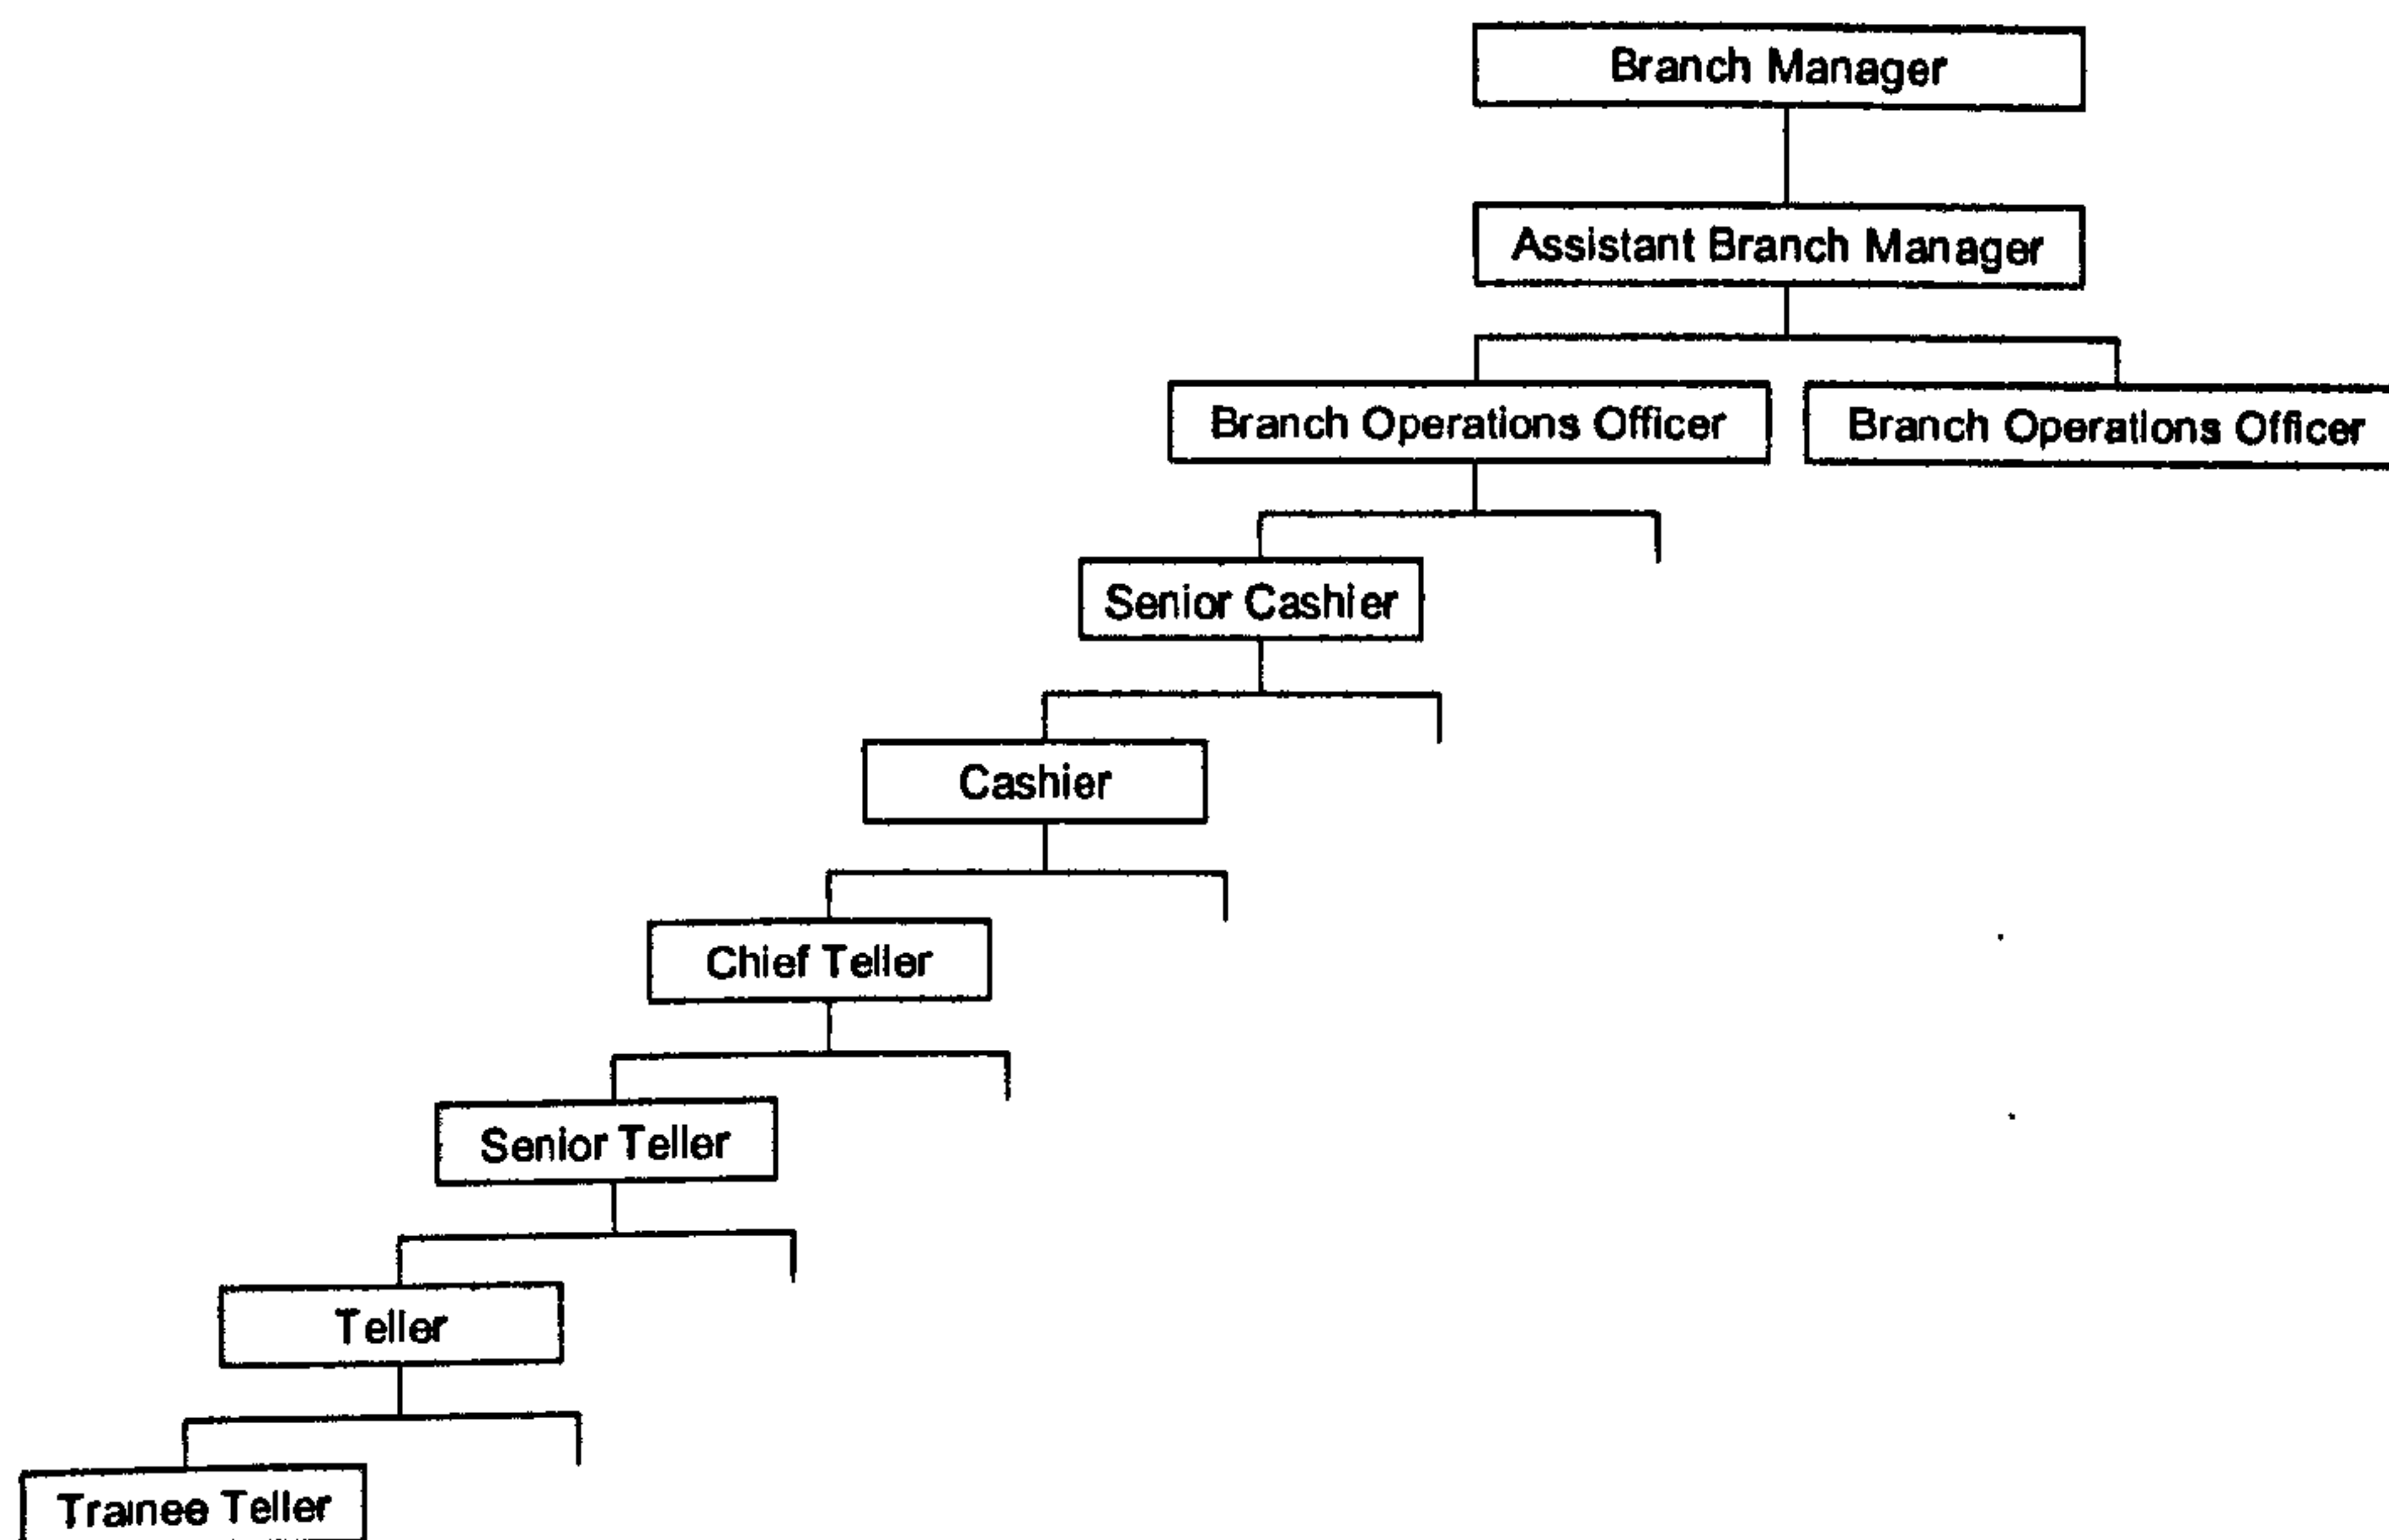 Branch Manager
Assistant Branch Manager
Branch Operations Officer
Branch Operations Officer
Senior Cashier
Cashier
Chief Teller
Senior Teller
Teller
Trainee Teller